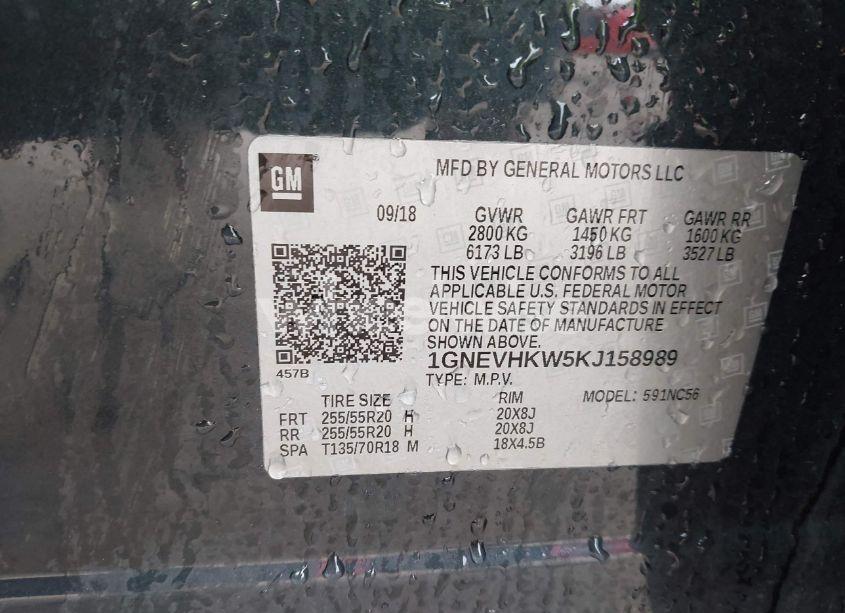 GM
MFD BY GENERAL MOTORS LLC
09/18 GVWR GAWR FRT GAWR RR
2800 KG 1450 KG 1600 KG
6173 LB 3196 LB 3527 LB
THIS VEHICLE CONFORMS TO ALL
APPLICABLE U.S. FEDERAL MOTOR
VEHICLE SAFETY STANDARDS IN EFFECT
ON THE DATE OF MANUFACTURE
SHOWN ABOVE.
1GNEVHKW5KJ158989
457B
TYPE: M.P.V.
TIRE SIZE RIM MODEL: 591NC56
FRT 255/55R20 H 20X8J
RR 255/55R20 H 20X8J
SPA T135/70R18 M 18X4.5B